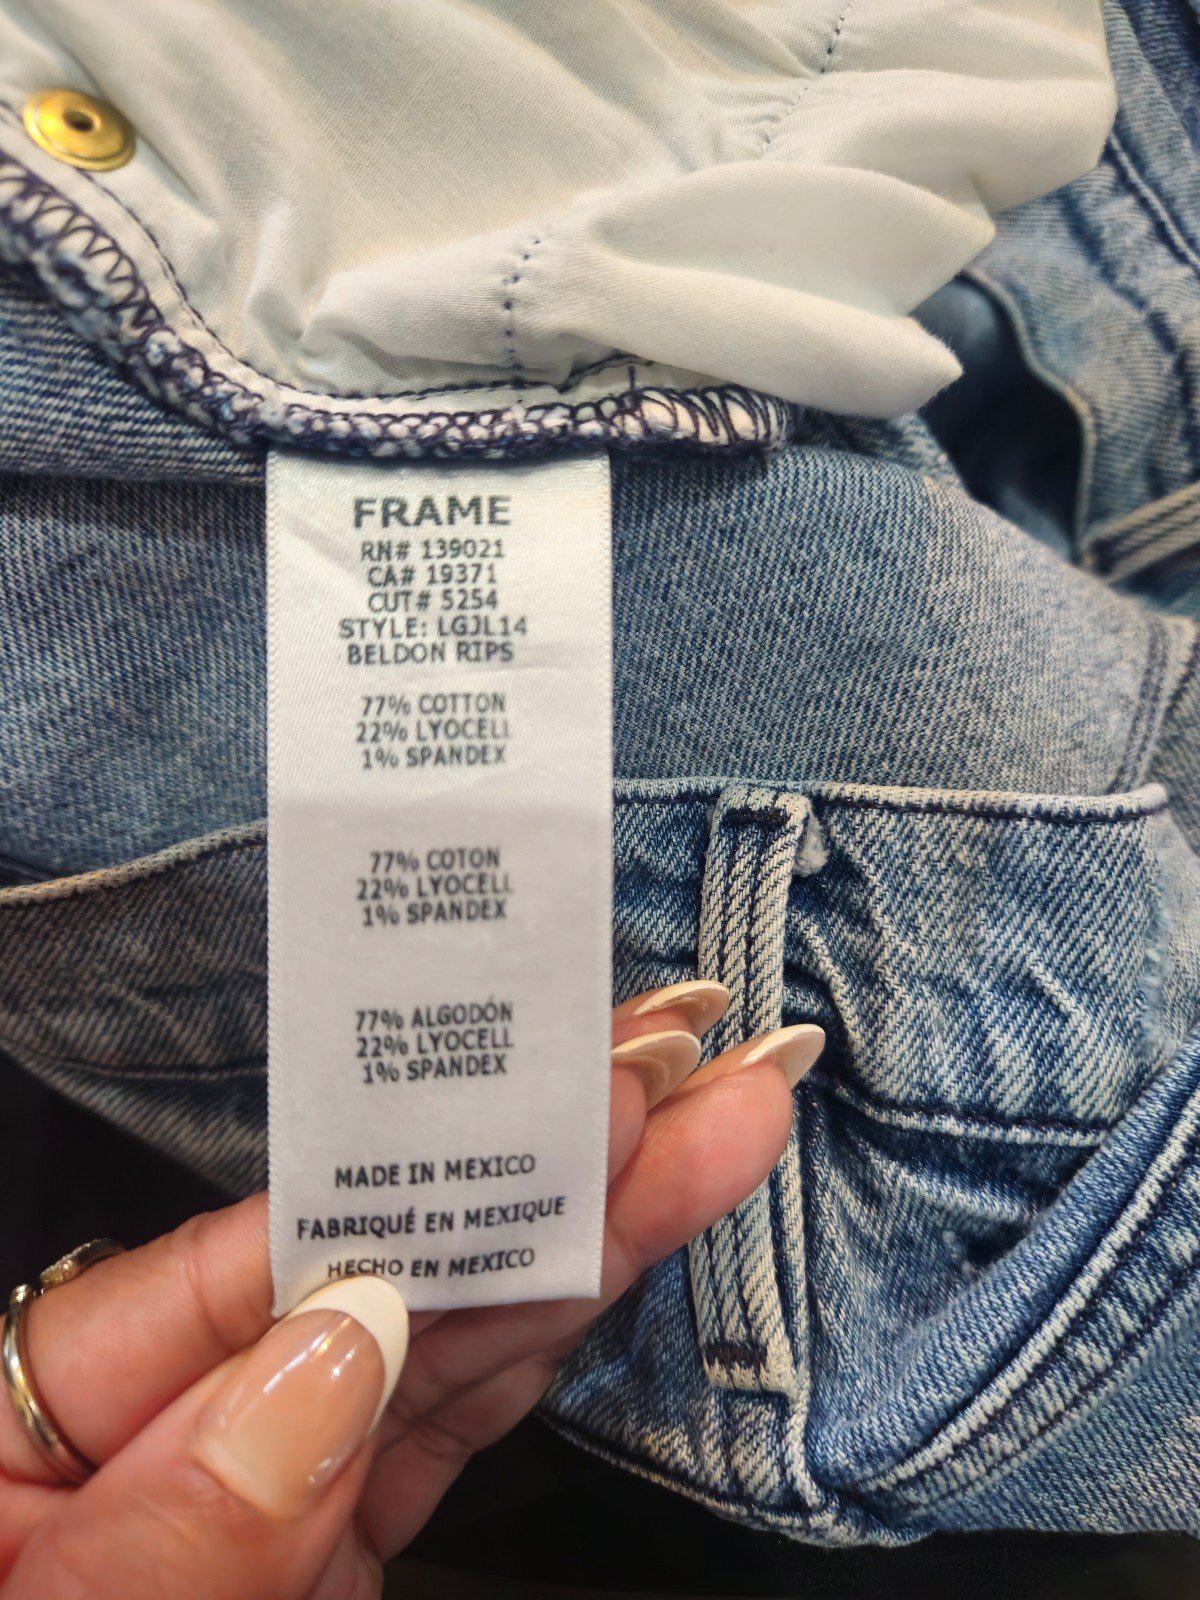 FRAME
RN# 139021
CA# 19371
CUT# 5254
STYLE: LGJL14
BELDON RIPS
77% COTTON
22% LYOCELL
1% SPANDEX
77% COTON
22% LYOCELL
1% SPANDEX
77% ALGODÓN
22% LYOCELL
1% SPANDEX
MADE IN MEXICO
FABRIQUÉ EN MEXIQUE
HECHO EN MEXICO